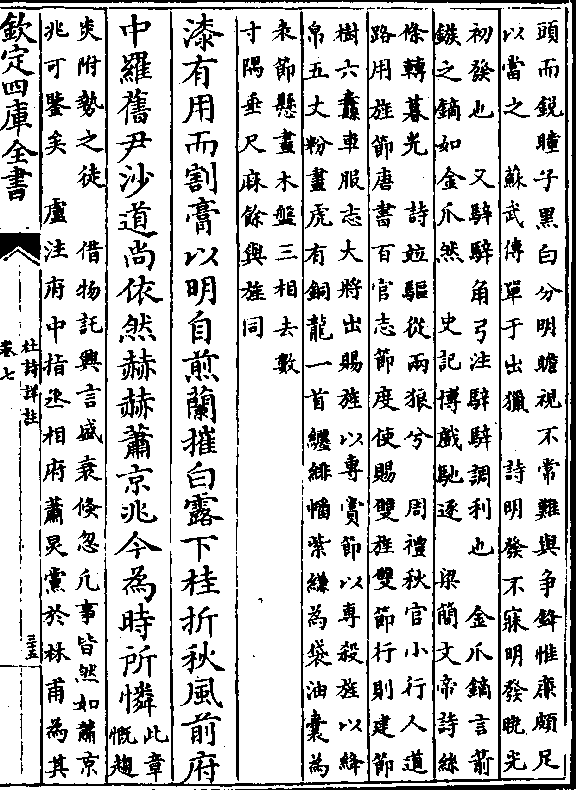 頭而鋭瞳子黑白分明瞻視不常難與争鋒惟廉頗足
以當之　蘇武傳單于出獵　詩明發不寐明發晚光
初發也　又騂騂角弓注騂騂調利也　金爪鏑言箭
鏃之鏑如金爪然　史記博戲馳逐　梁簡文帝詩絲
條轉暮光　詩竝驅從兩狼兮　周禮秋官小行人道
路用旌節唐書百官志節度使賜雙旌雙節行則建節
樹六纛車服志大將出賜旌以專賞節以專殺旌以絳
帛五丈粉畫虎有銅龍一首纒緋幡紫縑為袋油囊為
表節懸畫木盤三相去數
寸隅垂尺麻餘與旌同
漆有用而割膏以明自煎蘭摧白露下桂折秋風前府
中羅舊尹沙道尚依然赫赫蕭京兆今為時所憐
此章
慨趨
炎附勢之徒　借物託興言盛衰倐忽凡事皆然如蕭京
兆可鑒矣　盧注府中指丞相府蕭炅黨於林甫為其
欽定四庫全書
杜詩詳註
卷七
三五